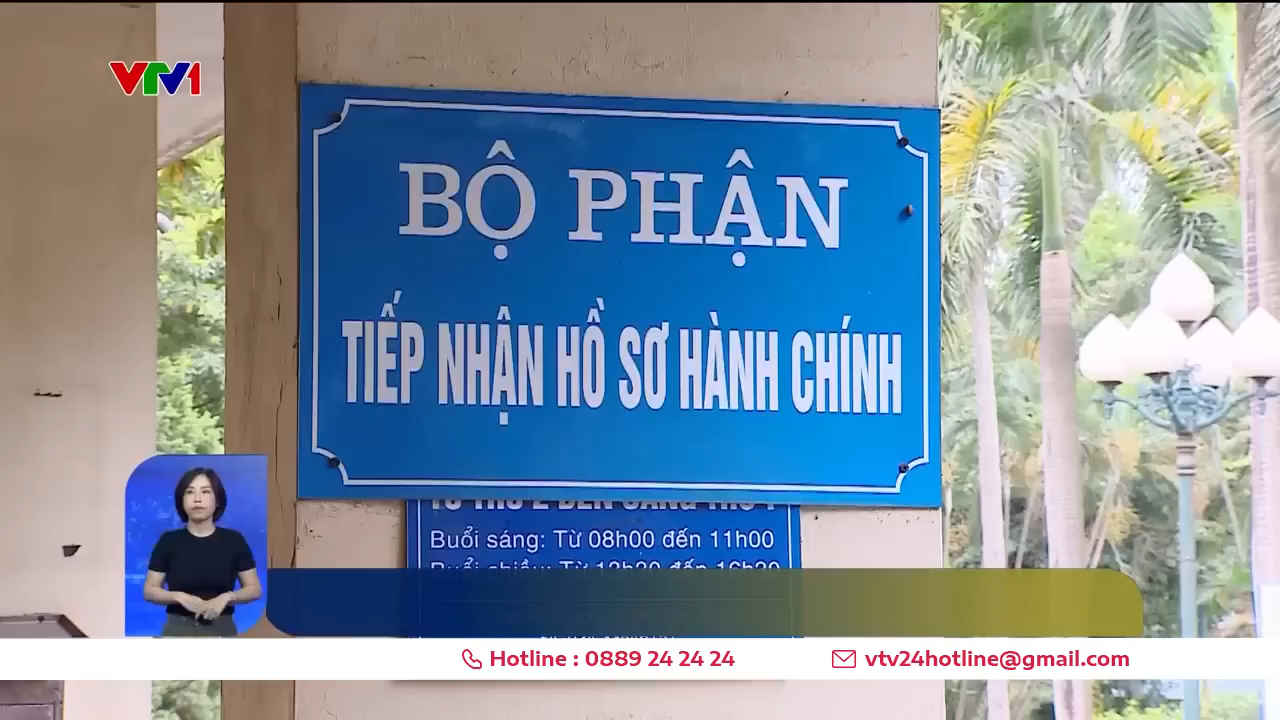 VTV1
BỘ PHẬN
TIẾP NHẬN HỒ SƠ HÀNH CHÍNH
Buổi sáng: Từ 08h00 đến 11h00
Hotline : 0889 24 24 24
vtv24hotline@gmail.com